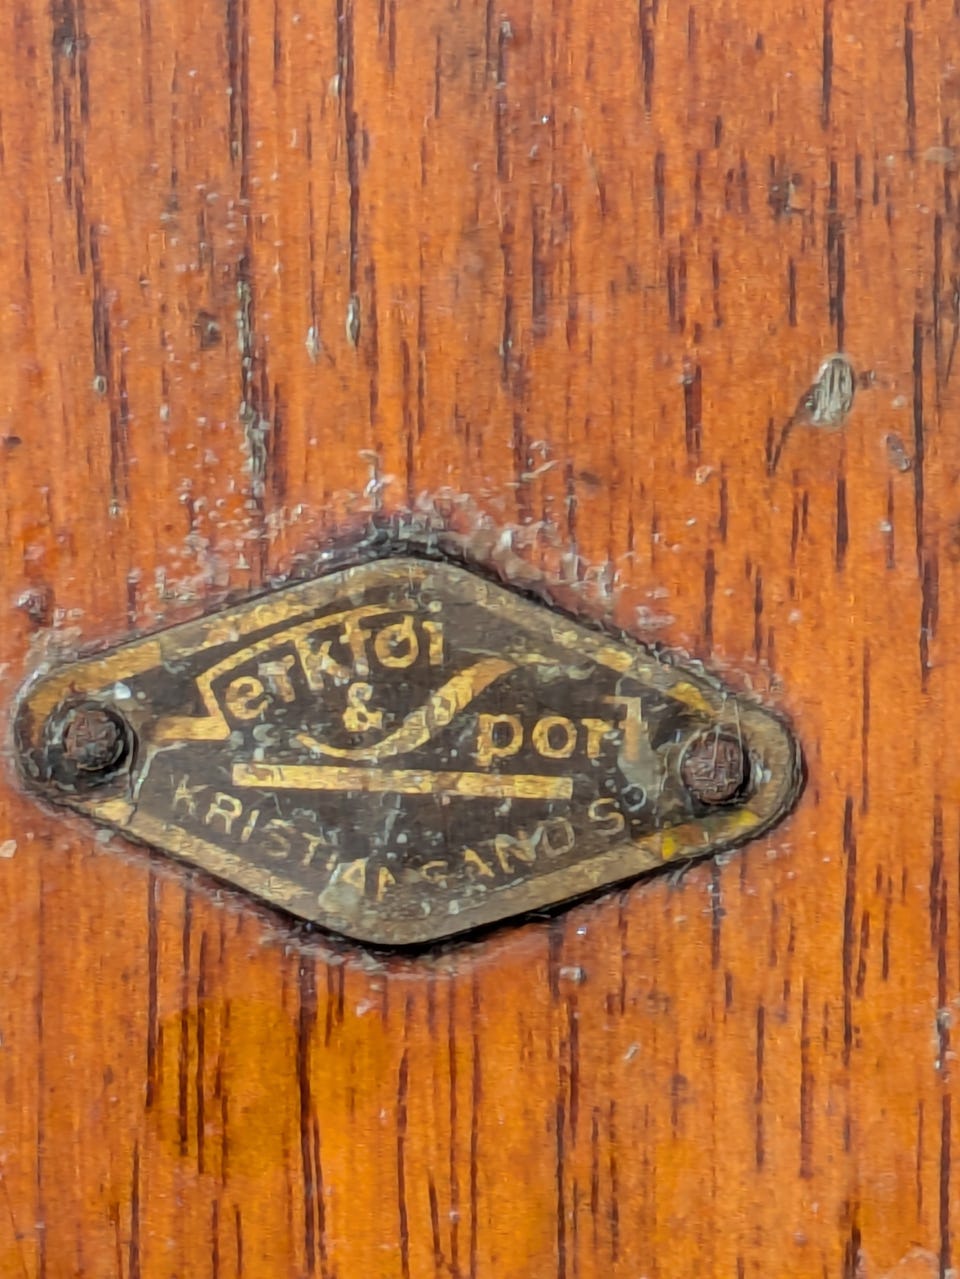 Verktøi
& Sport
KRISTIANSAND S.